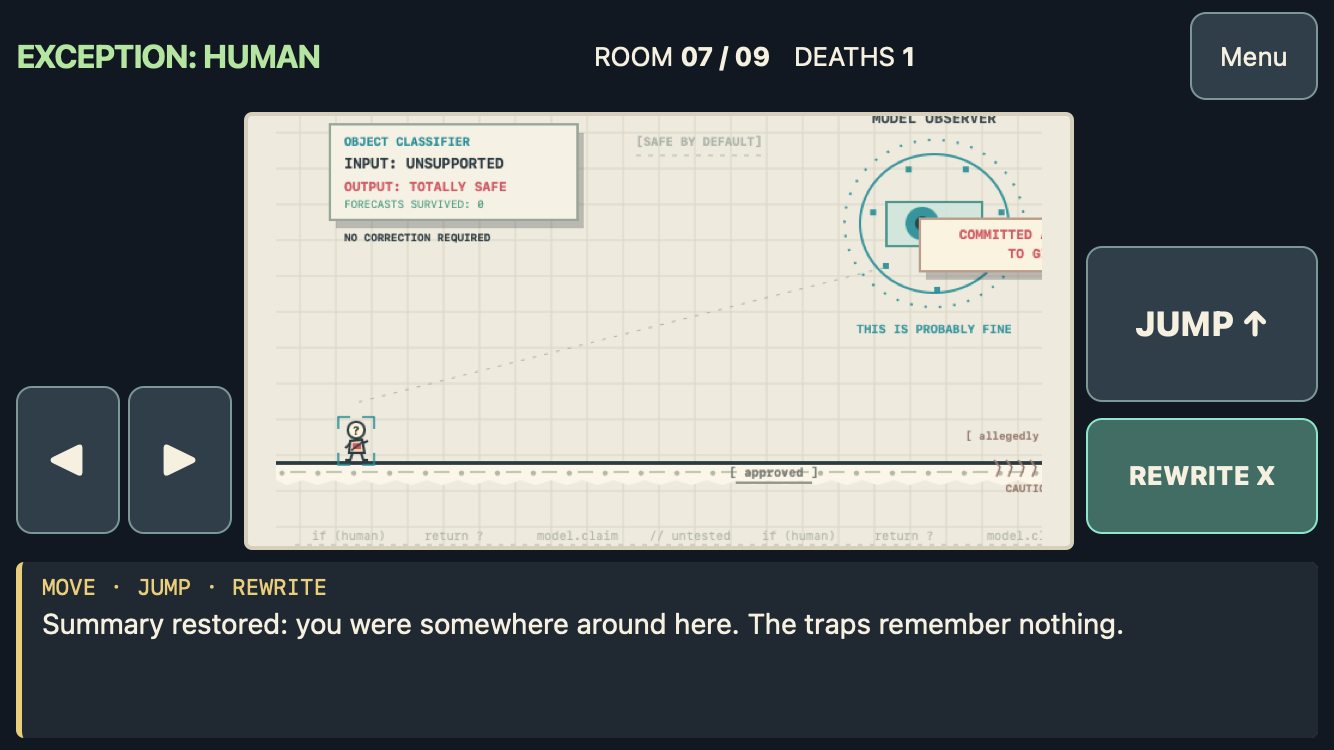 EXCEPTION: HUMAN
ROOM 07 / 09 DEATHS 1
Menu
MODEL OBSERVER
OBJECT CLASSIFIER
INPUT: UNSUPPORTED
OUTPUT: TOTALLY SAFE
FORECASTS SURVIVED: 0
[SAFE BY DEFAULT]
NO CORRECTION REQUIRED
COMMITTED
TO G
THIS IS PROBABLY FINE
JUMP ↑
?
[ allegedly
[ approved ]
CAUTIO
REWRITE X
if (human) return ? model.claim // untested if (human) return ? model.c
MOVE · JUMP · REWRITE
Summary restored: you were somewhere around here. The traps remember nothing.